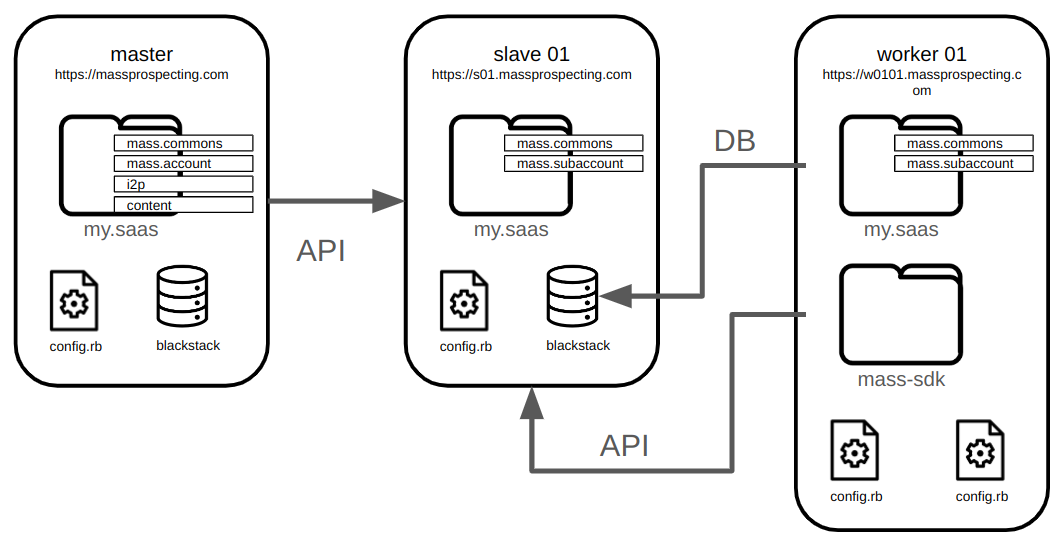 master
https://massprospecting.com
mass.commons
mass.account
i2p
content
my.saas
config.rb
blackstack
API
slave 01
https://s01.massprospecting.com
mass.commons
mass.subaccount
my.saas
config.rb
blackstack
DB
API
worker 01
https://w0101.massprospecting.c
om
mass.commons
mass.subaccount
my.saas
mass-sdk
config.rb
config.rb